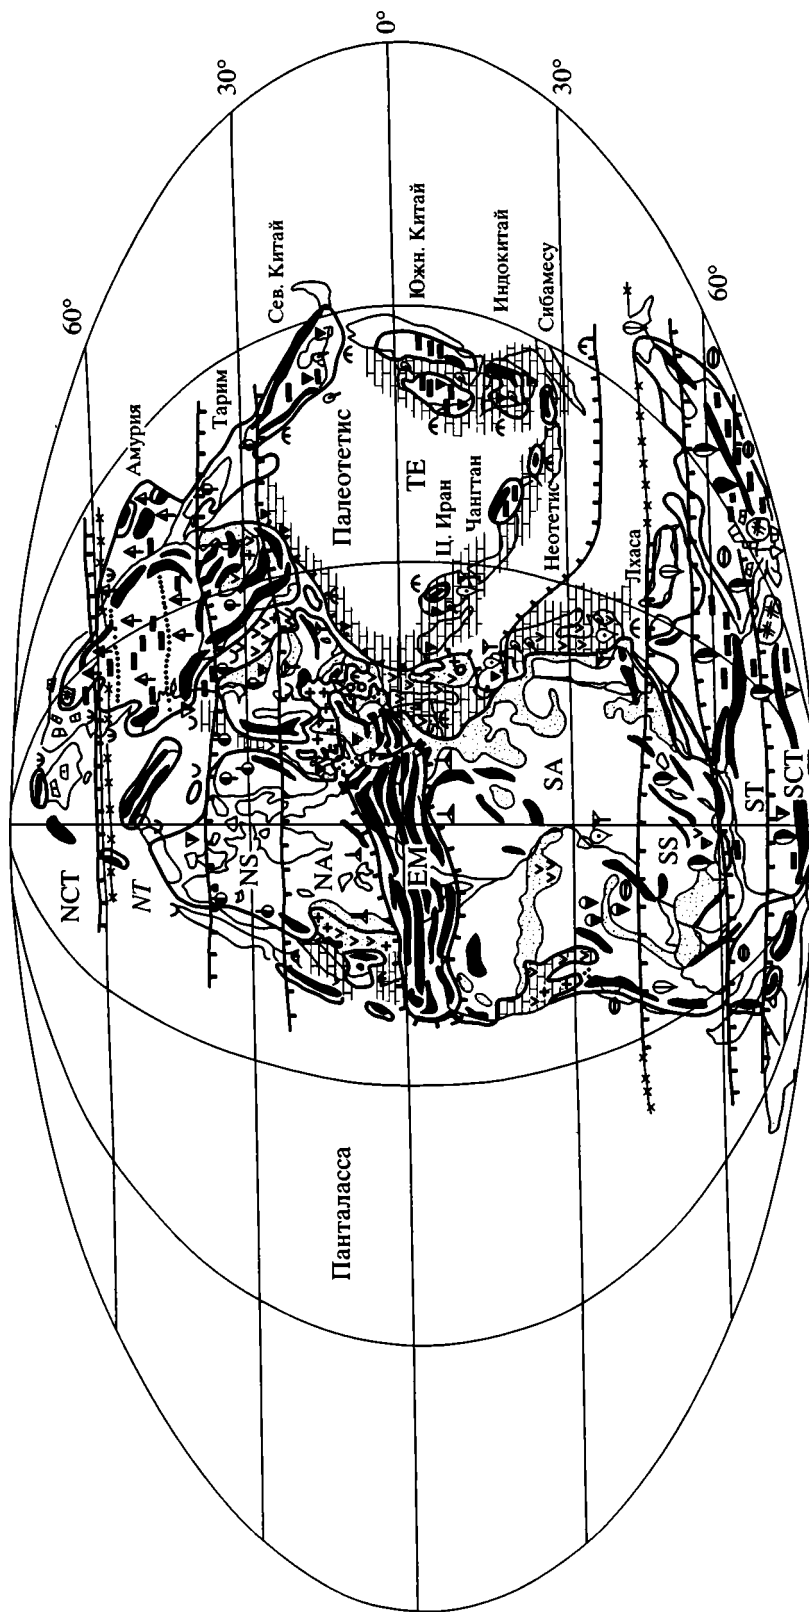 60°
30°
0°
30°
60°
Амурия
Тарим
Сев. Китай
Южн. Китай
Индокитай
Сибамесу
Палеотетис
TE
Ц. Иран
Чангтан
Неотетис
Лхаса
NCT
NT
NS
NA
EM
SA
SS
ST
SCT
Панталасса